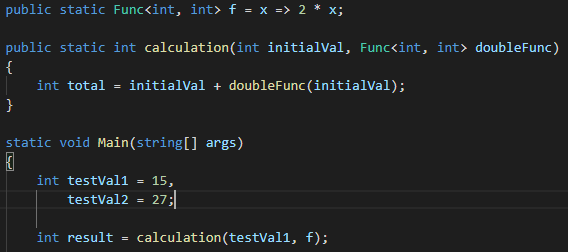 public static Func<int, int> f = x => 2 * x;
public static int calculation(int initialVal, Func<int, int> doubleFunc)
{
int total = initialVal + doubleFunc(initialVal);
}
static void Main(string[] args)
{
int testVal1 = 15,
testVal2 = 27;
int result = calculation(testVal1, f);